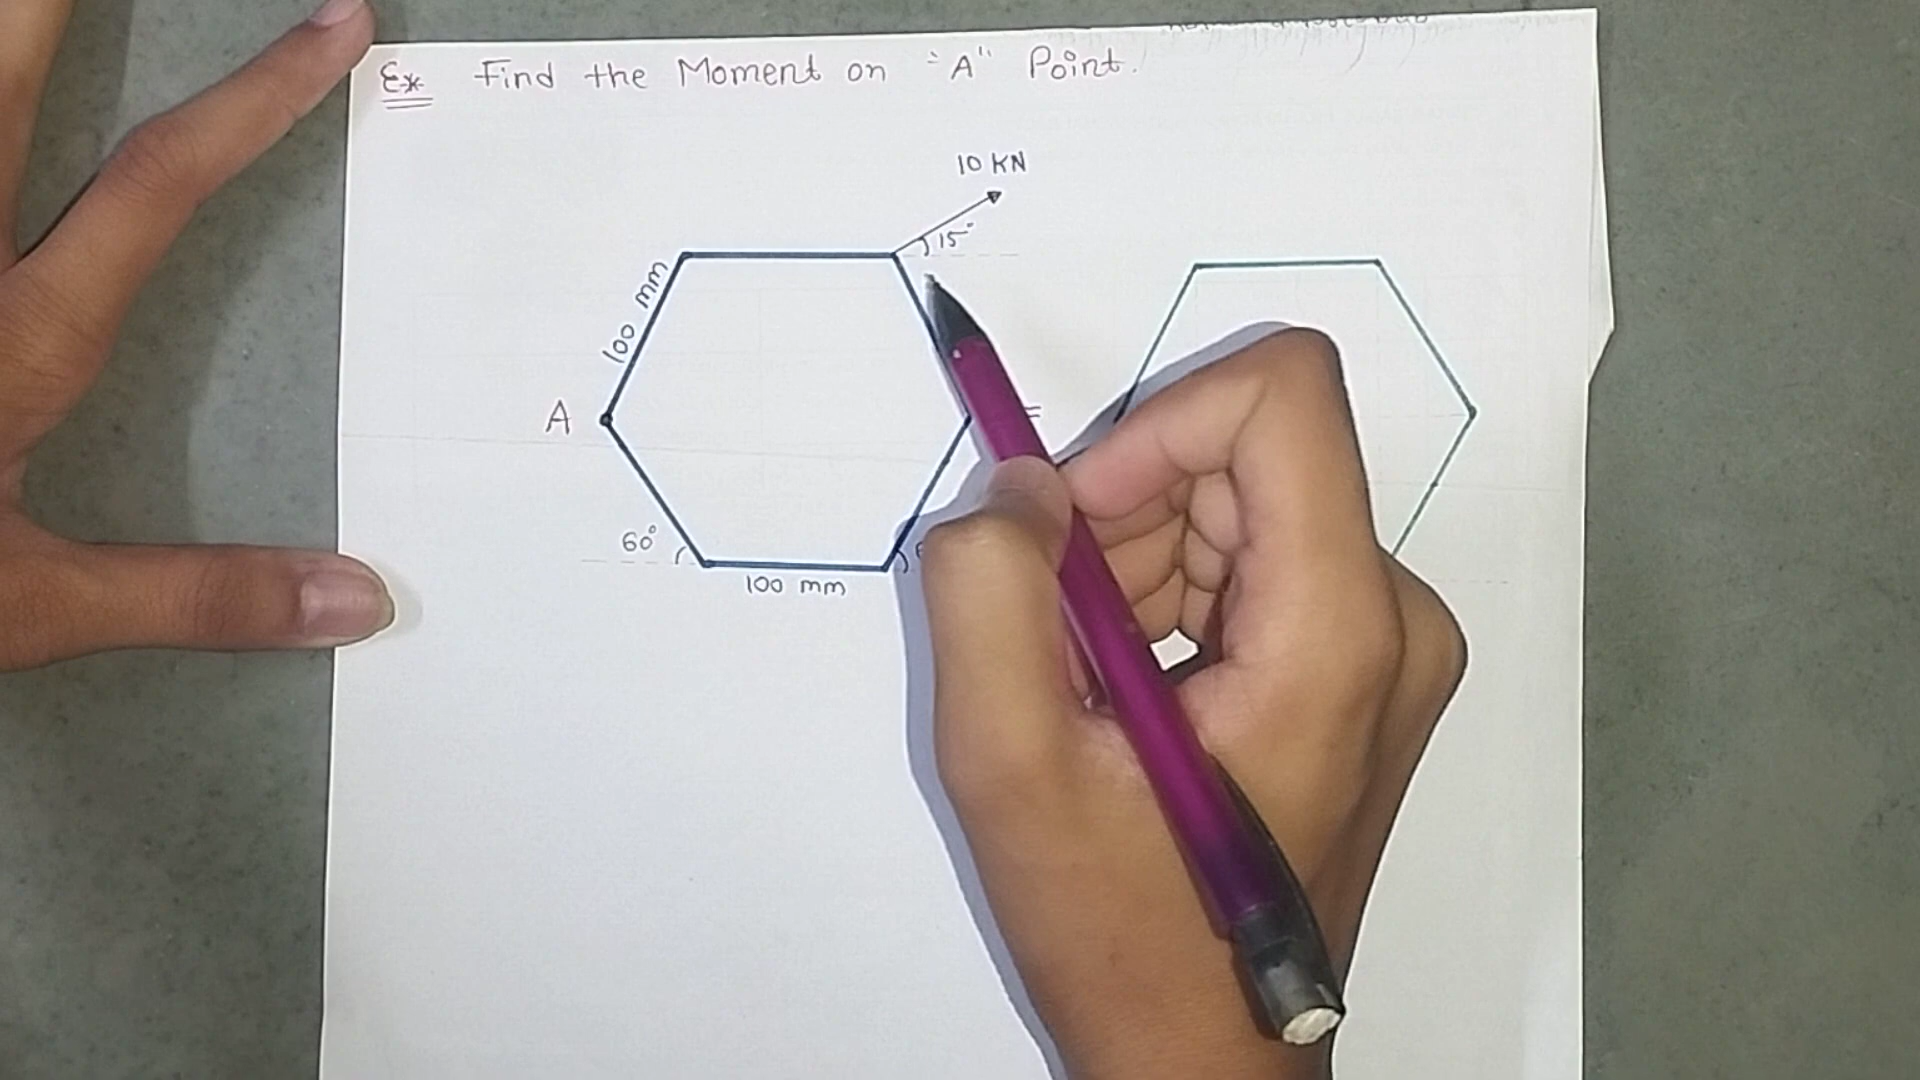 Ex Find the Moment on "A" Point.
10 KN
15°
100 mm
A
=
60°
100 mm